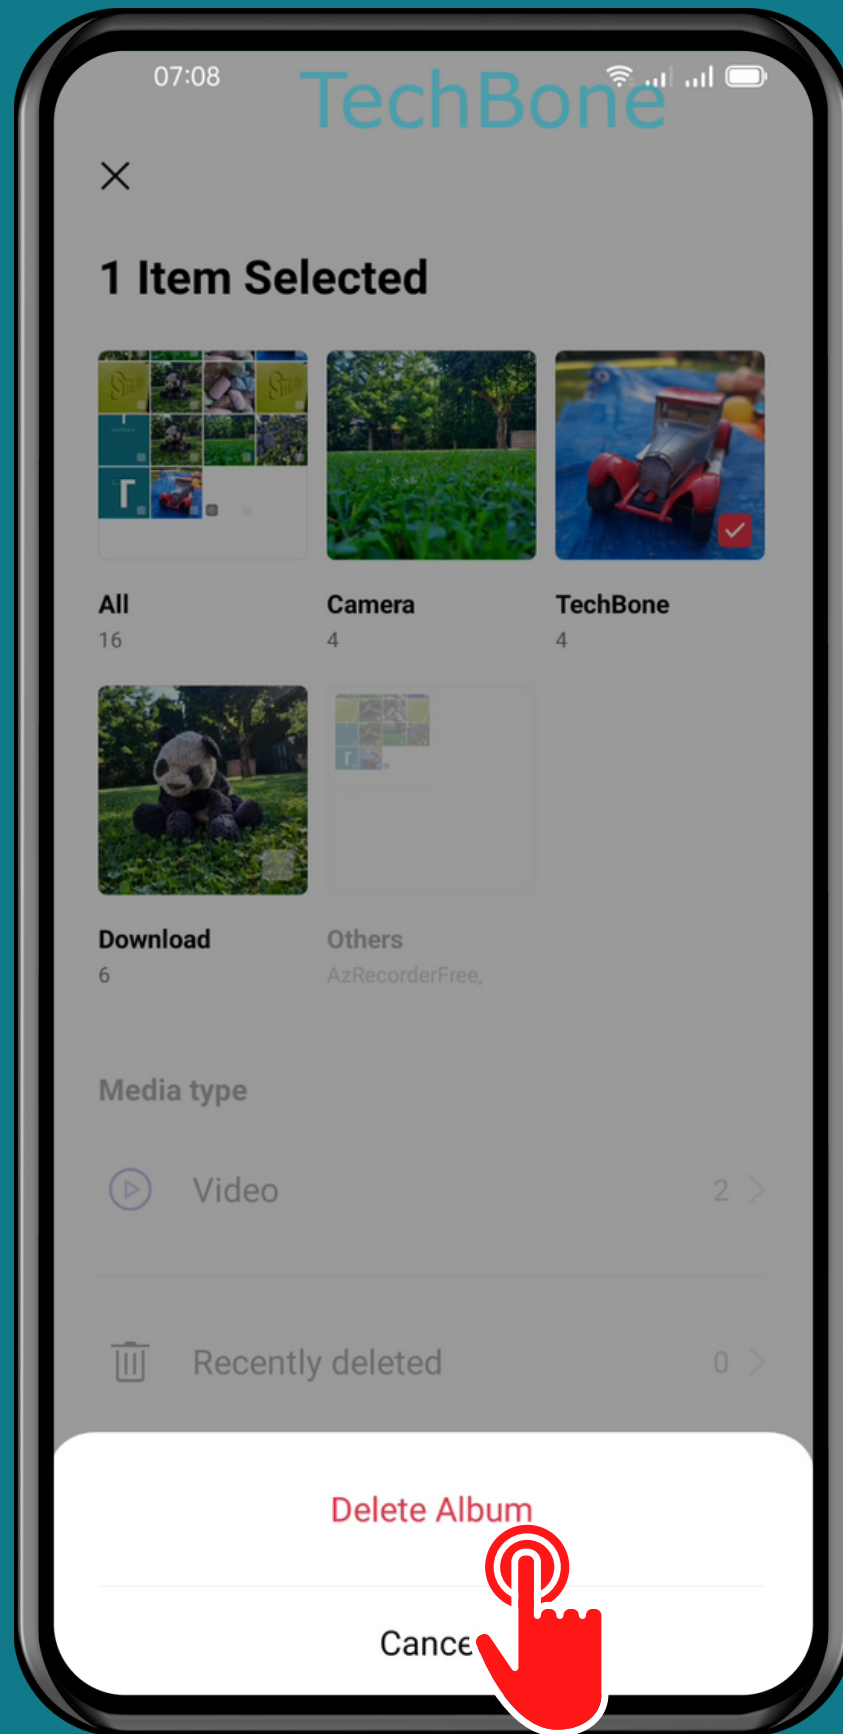 07:08
TechBone
1 Item Selected
All
16
Camera
4
TechBone
4
Download
6
Others
AzRecorderFree,
Media type
Video
2
Recently deleted
0
Delete Album
Cance